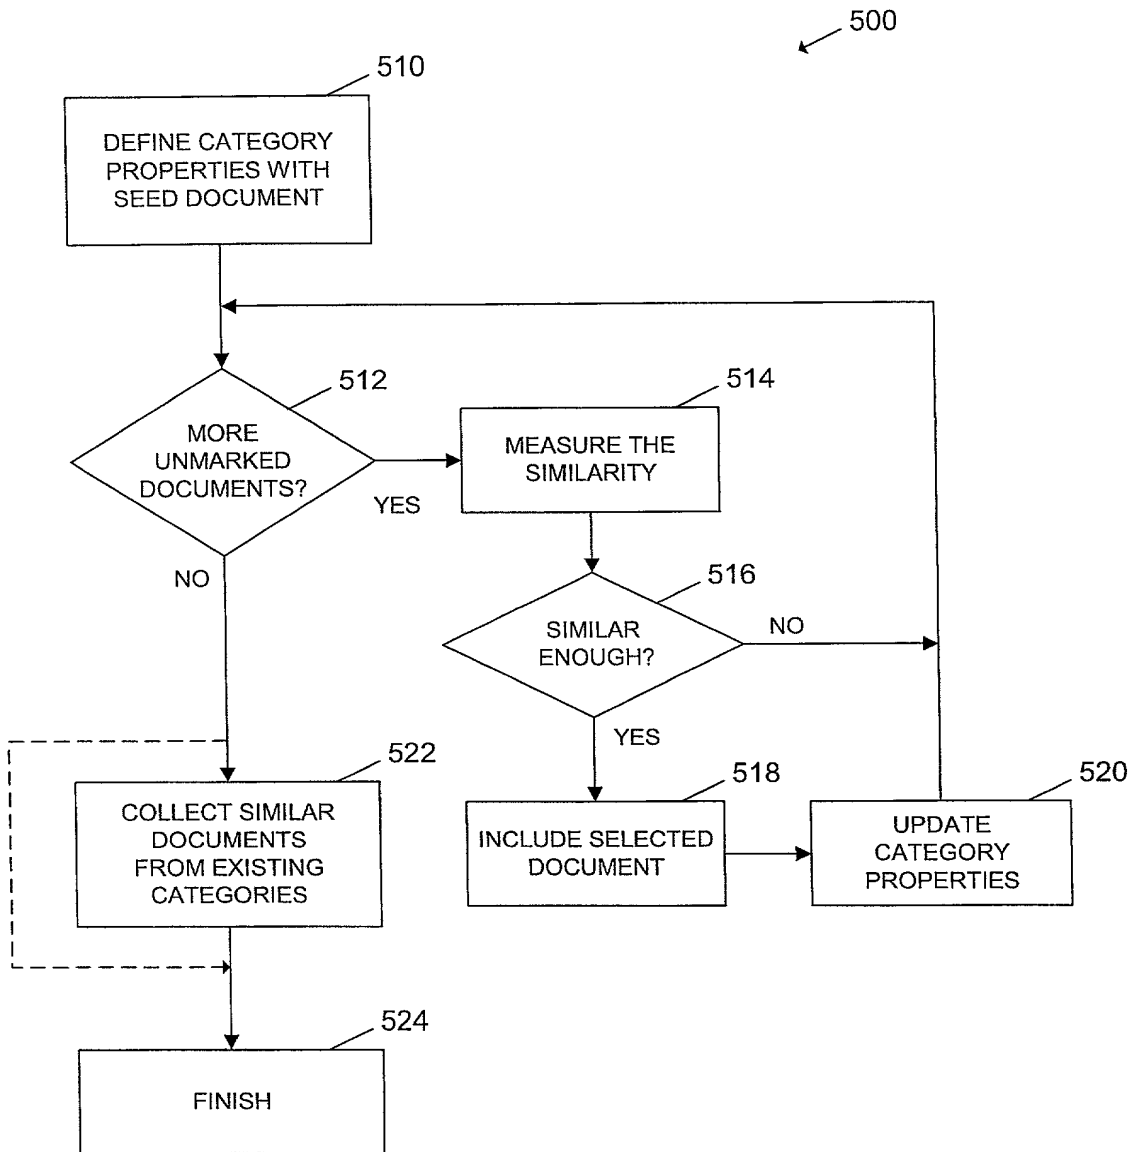 500
510
DEFINE CATEGORY
PROPERTIES WITH
SEED DOCUMENT
512
MORE
UNMARKED
DOCUMENTS?
YES
NO
514
MEASURE THE
SIMILARITY
516
SIMILAR
ENOUGH?
NO
YES
518
INCLUDE SELECTED
DOCUMENT
520
UPDATE
CATEGORY
PROPERTIES
522
COLLECT SIMILAR
DOCUMENTS
FROM EXISTING
CATEGORIES
524
FINISH